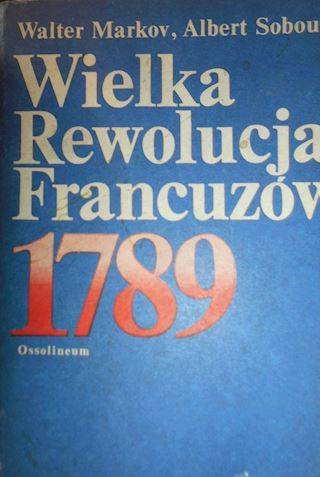 Walter Markov, Albert Sobou
Wielka
Rewolucja
Francuzów
1789
Ossolineum